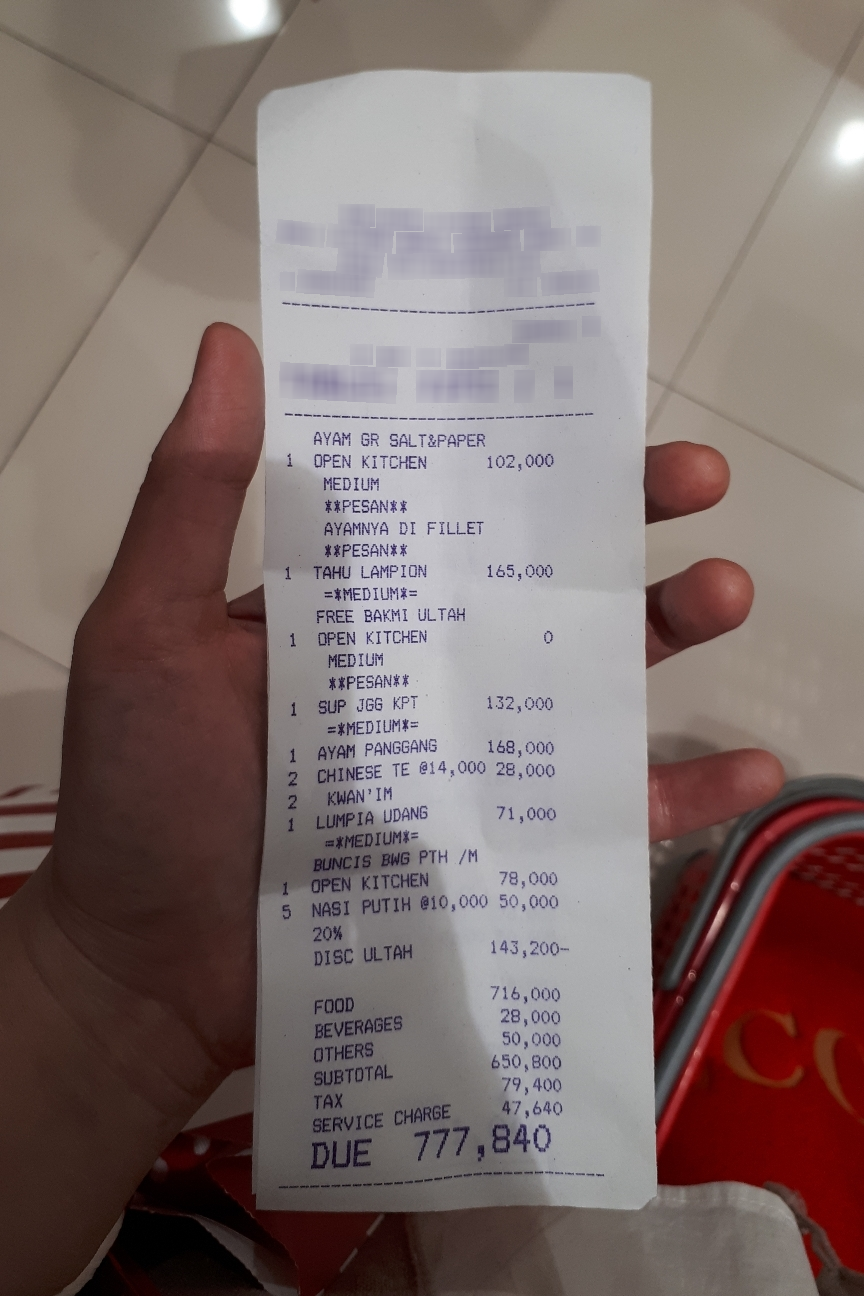 AYAM GR SALT&PAPER
1 OPEN KITCHEN 102,000
MEDIUM
**PESAN**
AYAMNYA DI FILLET
**PESAN**
1 TAHU LAMPION 165,000
=*MEDIUM*=
FREE BAKMI ULTAH
1 OPEN KITCHEN 0
MEDIUM
**PESAN**
1 SUP JGG KPT 132,000
=*MEDIUM*=
1 AYAM PANGGANG 168,000
2 CHINESE TE @14,000 28,000
2 KWAN'IM
1 LUMPIA UDANG 71,000
=*MEDIUM*=
BUNCIS BWG PTH /M
1 OPEN KITCHEN 78,000
5 NASI PUTIH @10,000 50,000
20%
DISC ULTAH 143,200-
FOOD 716,000
BEVERAGES 28,000
OTHERS 50,000
SUBTOTAL 650,800
TAX 79,400
SERVICE CHARGE 47,640
DUE 777,840